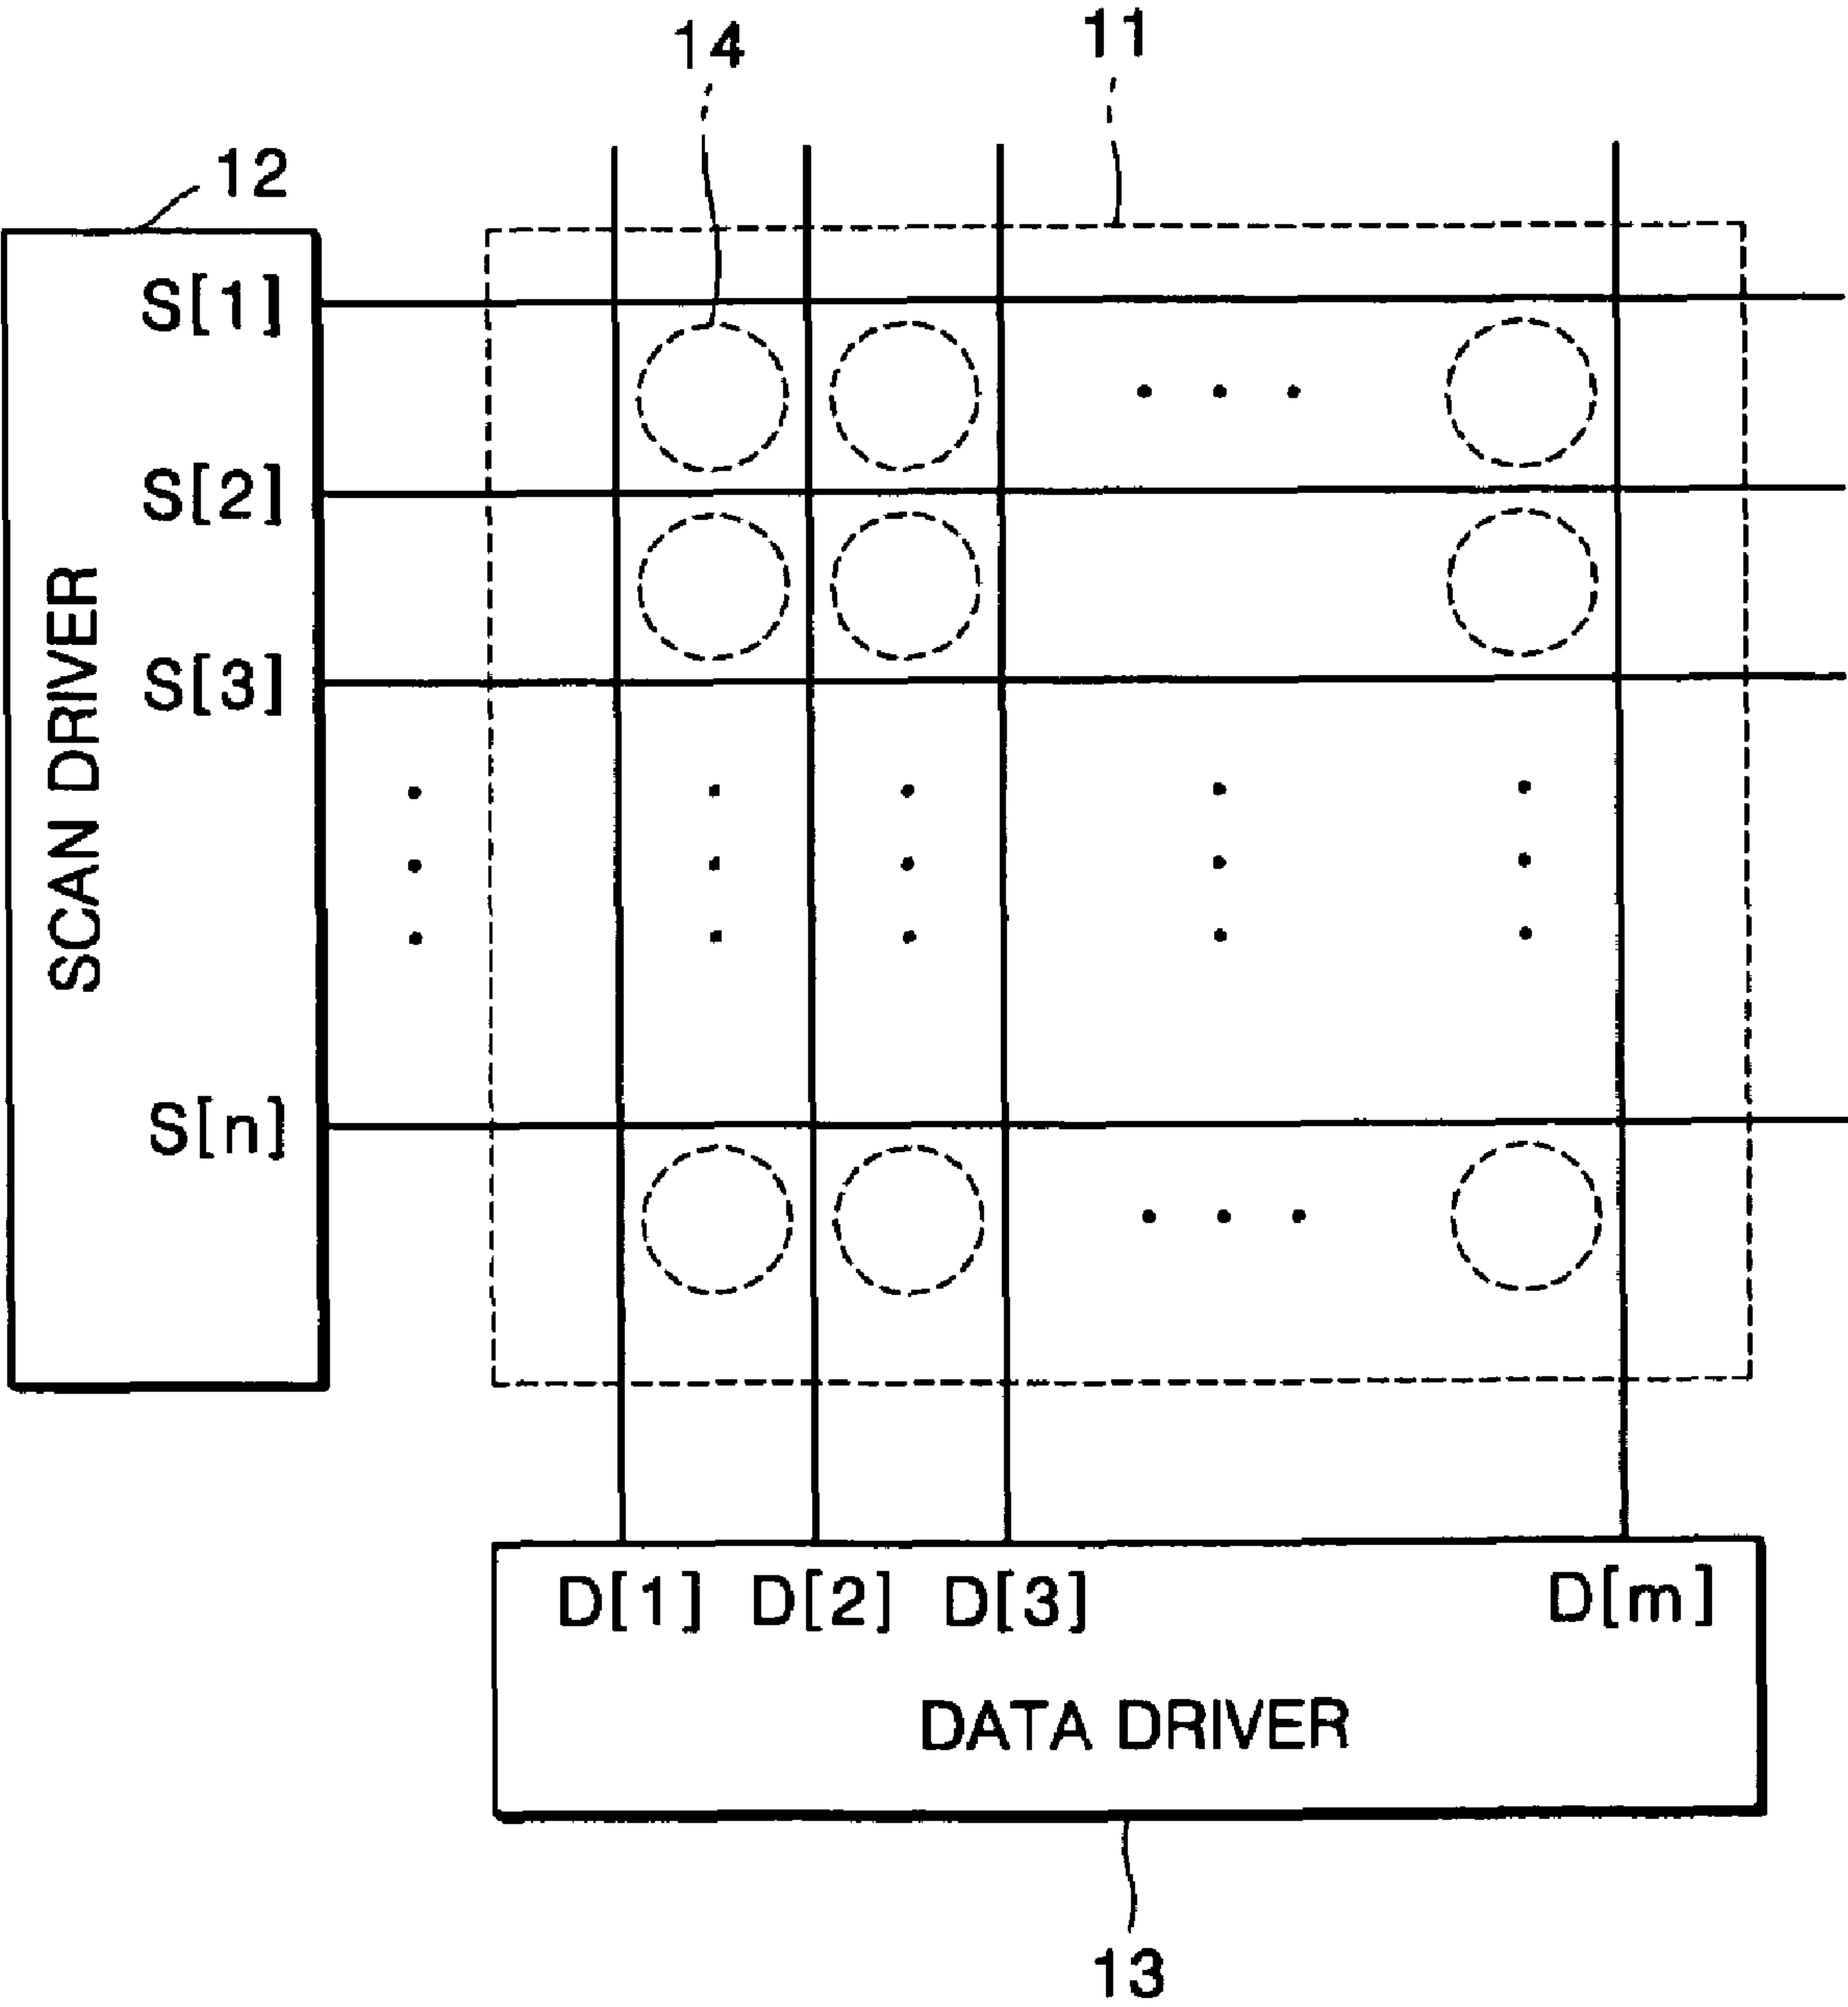 14
11
12
S[1]
S[2]
S[3]
S[n]
SCAN DRIVER
D[1] D[2] D[3] D[m]
DATA DRIVER
13